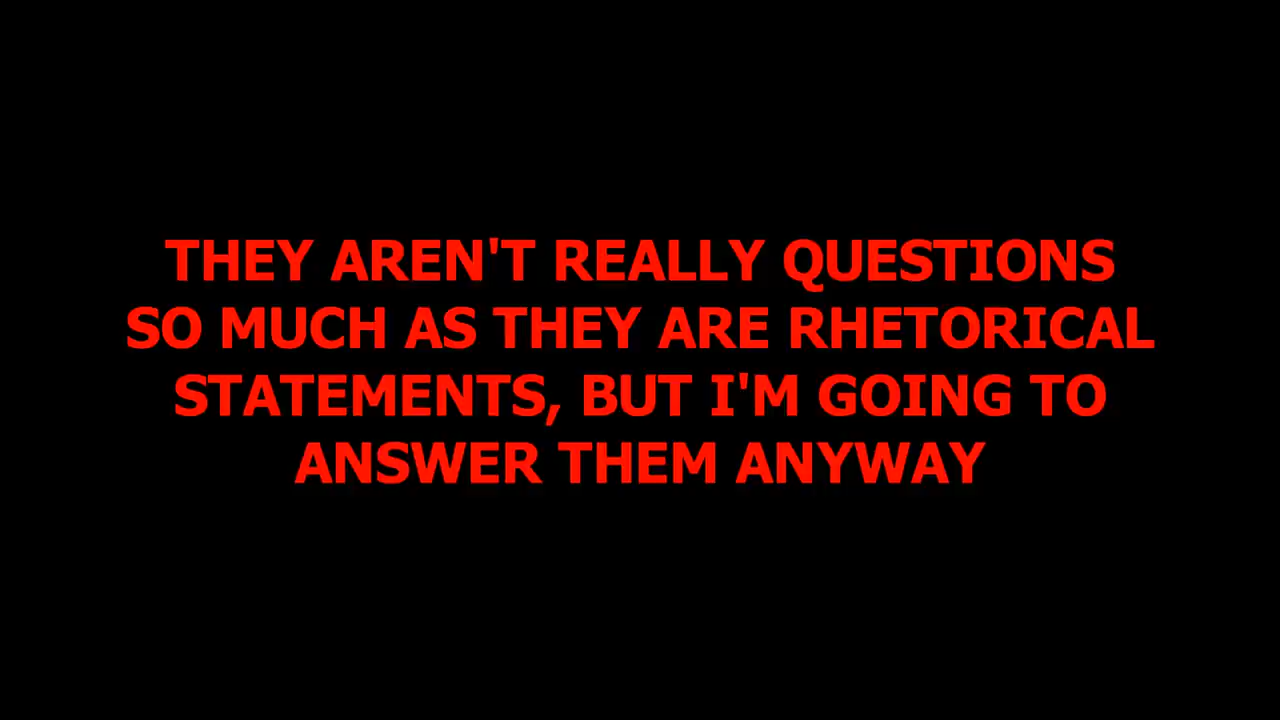 THEY AREN'T REALLY QUESTIONS
SO MUCH AS THEY ARE RHETORICAL
STATEMENTS, BUT I'M GOING TO
ANSWER THEM ANYWAY